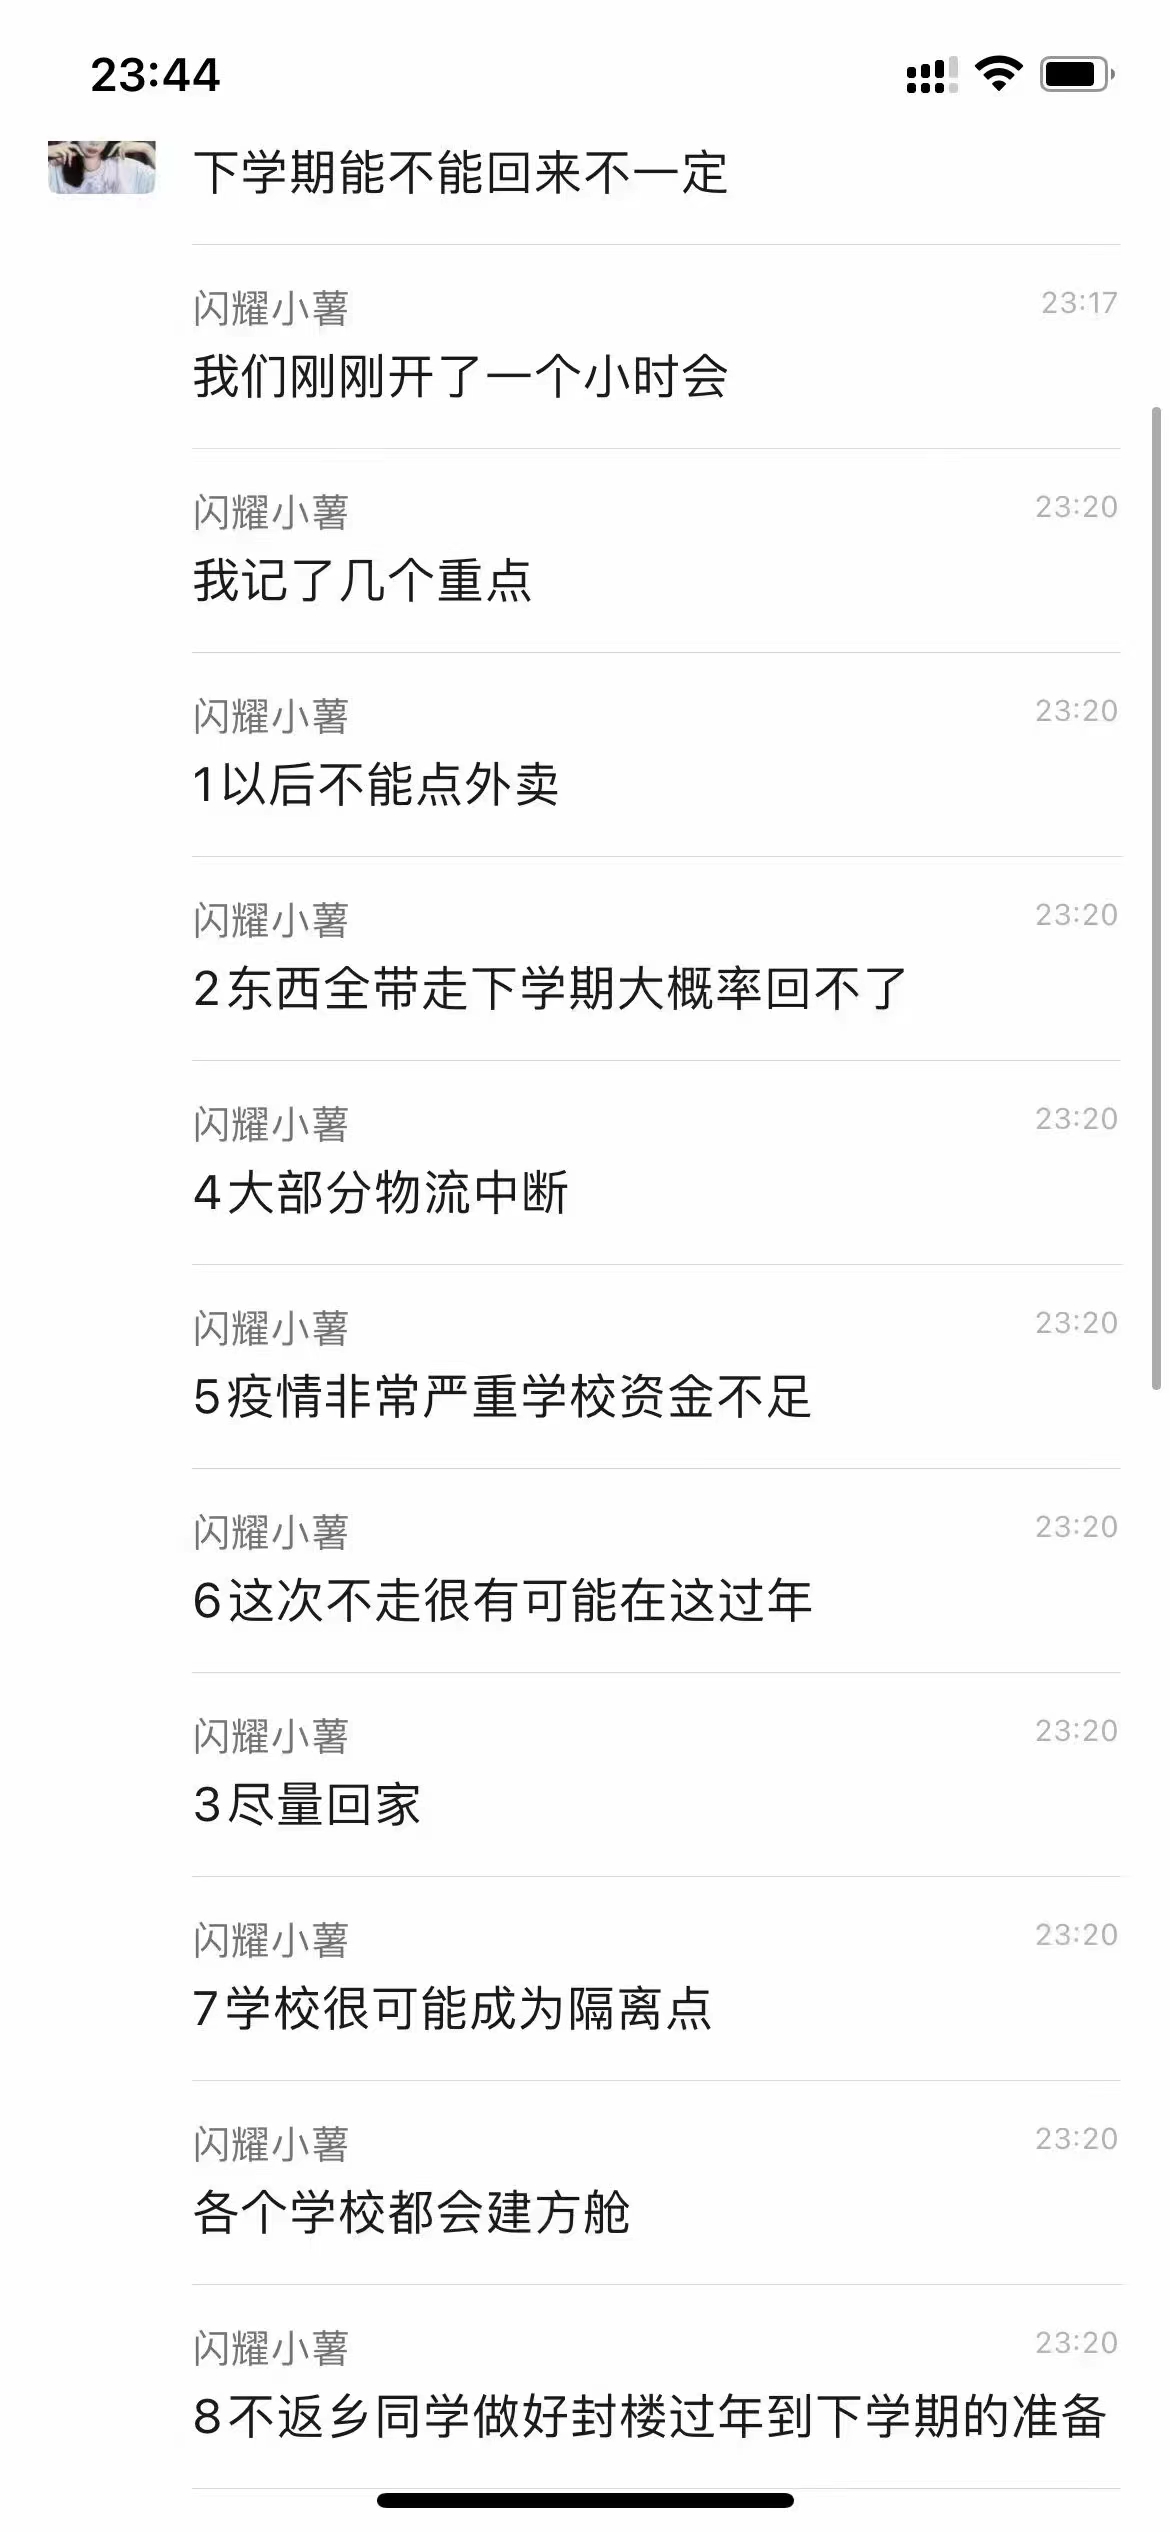 23:44
下学期能不能回来不一定
闪耀小薯 23:17
我们刚刚开了一个小时会
闪耀小薯 23:20
我记了几个重点
闪耀小薯 23:20
1以后不能点外卖
闪耀小薯 23:20
2东西全带走下学期大概率回不了
闪耀小薯 23:20
4大部分物流中断
闪耀小薯 23:20
5疫情非常严重学校资金不足
闪耀小薯 23:20
6这次不走很有可能在这过年
闪耀小薯 23:20
3尽量回家
闪耀小薯 23:20
7学校很可能成为隔离点
闪耀小薯 23:20
各个学校都会建方舱
闪耀小薯 23:20
8不返乡同学做好封楼过年到下学期的准备